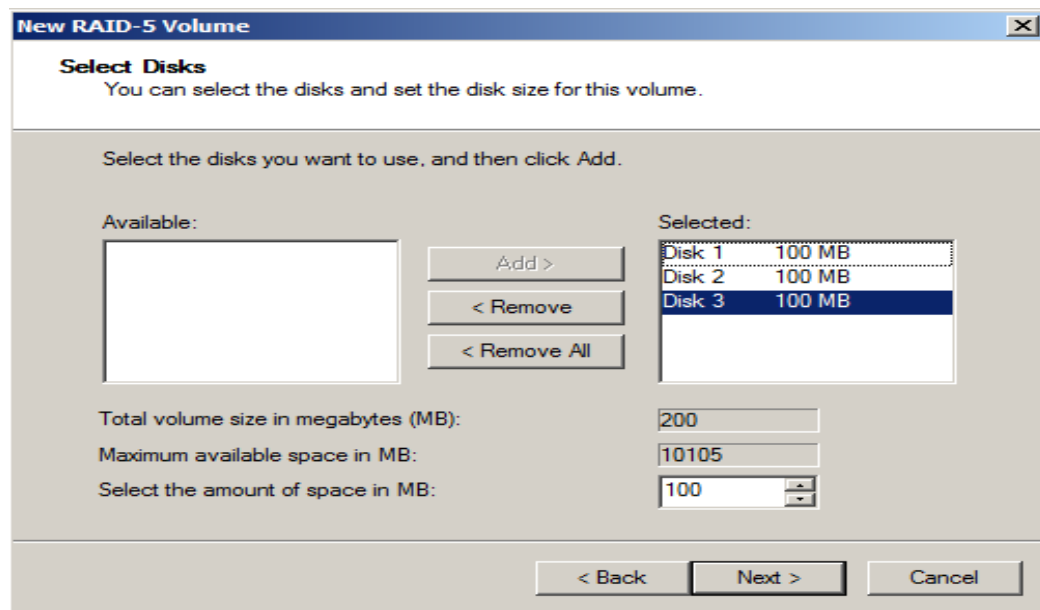 New RAID-5 Volume
Select Disks
You can select the disks and set the disk size for this volume.
Select the disks you want to use, and then click Add.
Available:
Selected:
Add >
< Remove
< Remove All
Disk 1 100 MB
Disk 2 100 MB
Disk 3 100 MB
Total volume size in megabytes (MB): 200
Maximum available space in MB: 10105
Select the amount of space in MB: 100
< Back Next > Cancel